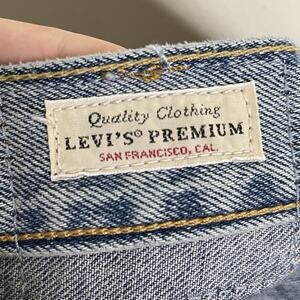 Quality Clothing
LEVI'S® PREMIUM
SAN FRANCISCO, CAL.